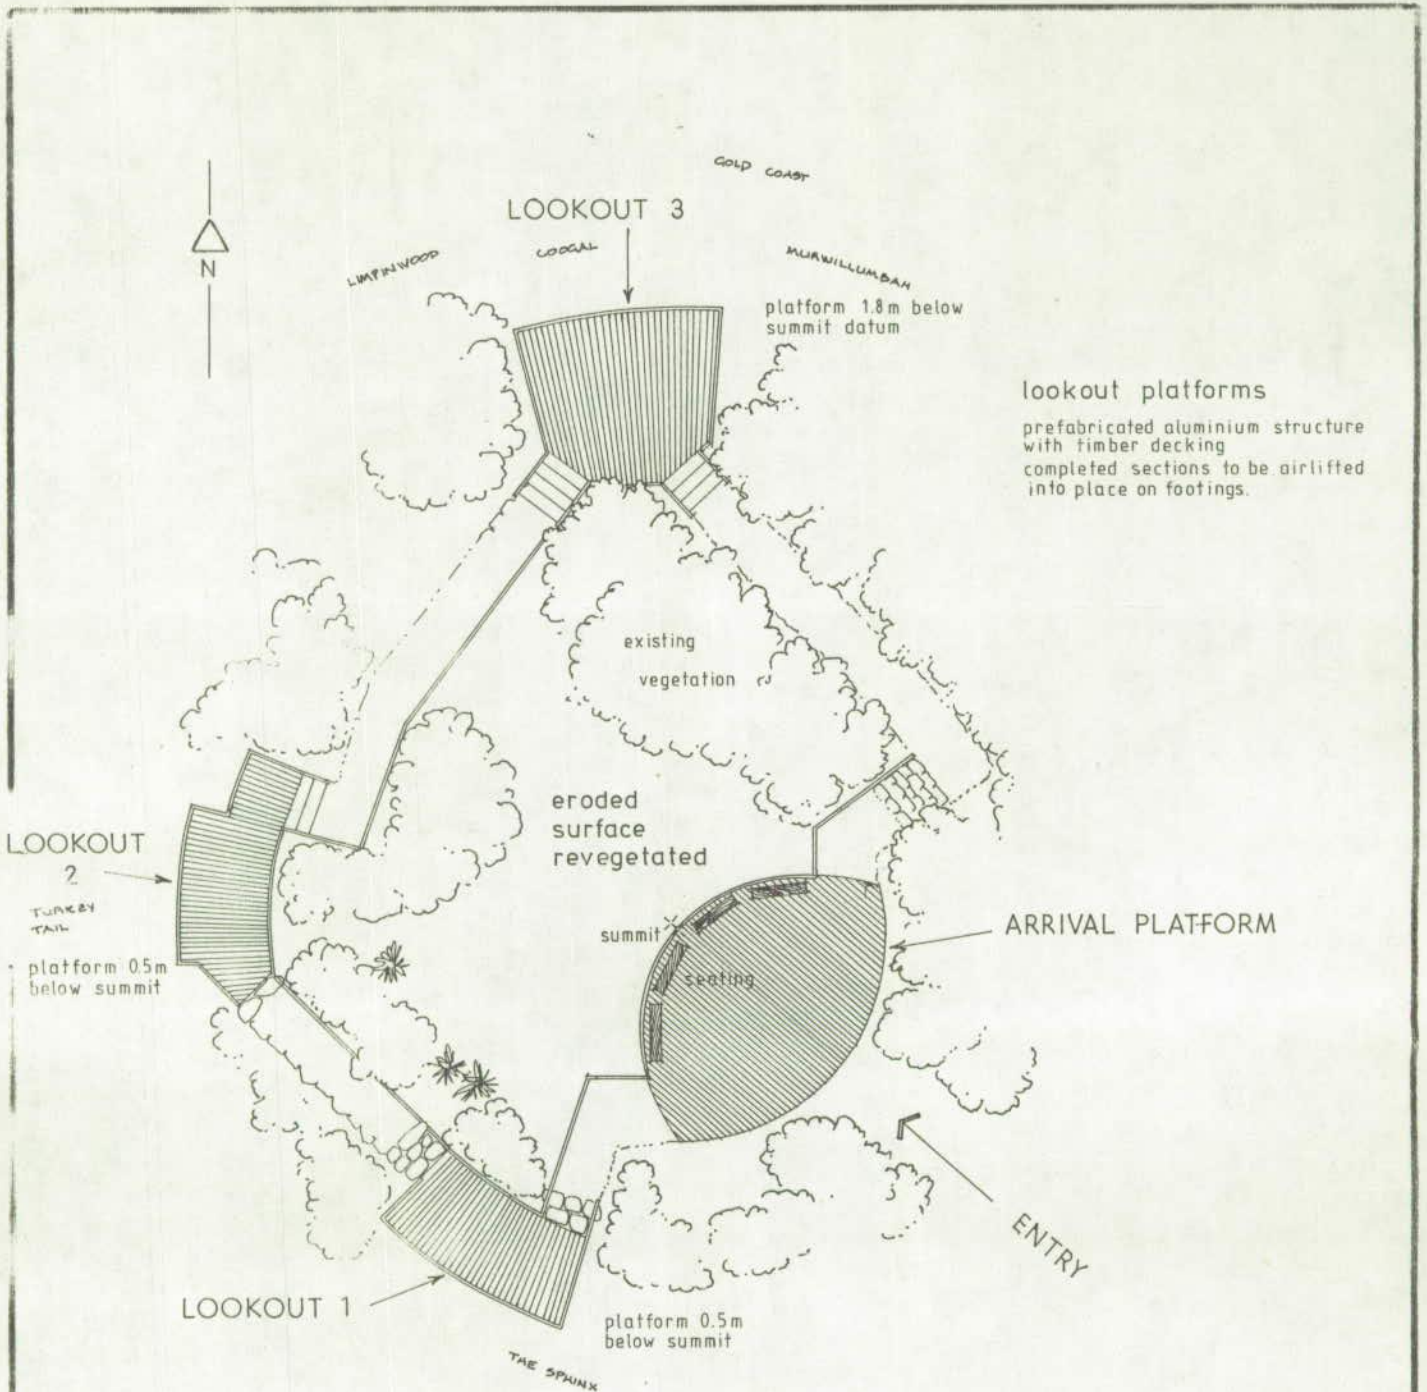 GOLD COAST
LOOKOUT 3
LIMPINWOOD
COOGAL
MURWILLUMBAH
N
platform 1.8m below
summit datum
lookout platforms
prefabricated aluminium structure
with timber decking
completed sections to be airlifted
into place on footings.
existing
vegetation
eroded
surface
revegetated
LOOKOUT
2
TURKEY
TAIL
platform 0.5m
below summit
summit
seating
ARRIVAL PLATFORM
ENTRY
LOOKOUT 1
platform 0.5m
below summit
THE SPHINX